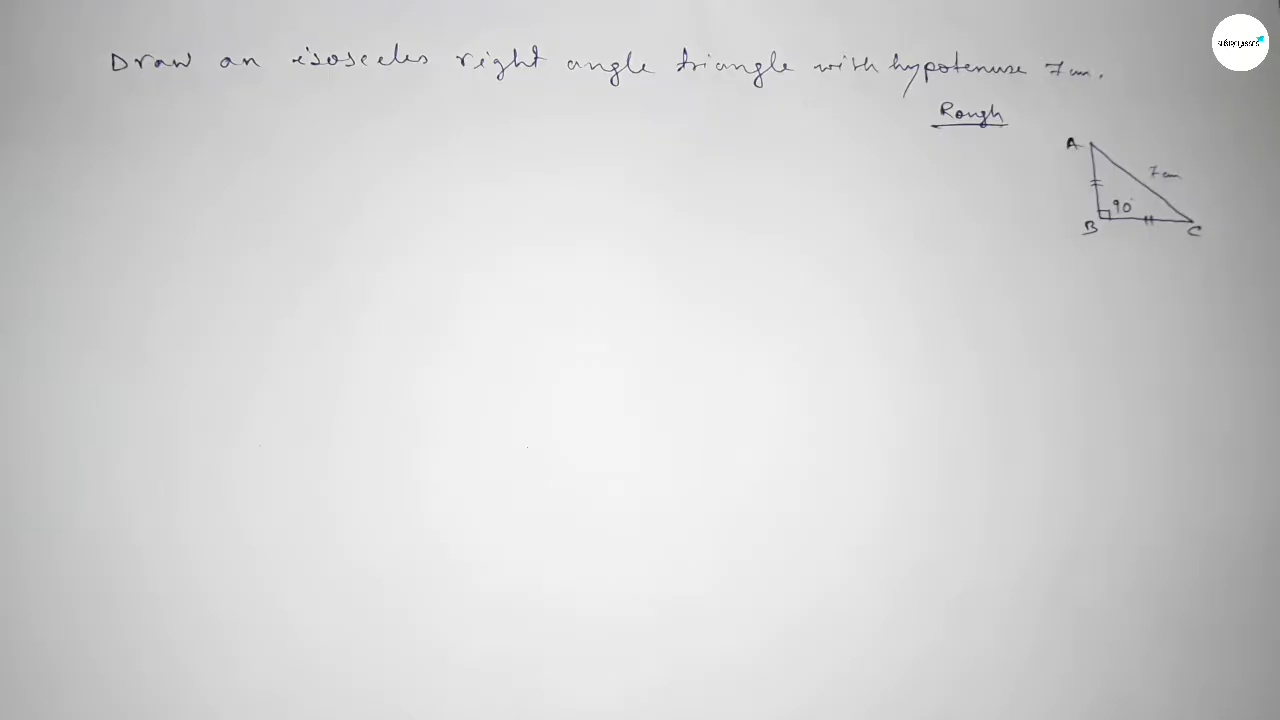 Draw an isosceles right angle triangle with hypotenuse 7cm.
Rough
A
7cm
90°
B
C